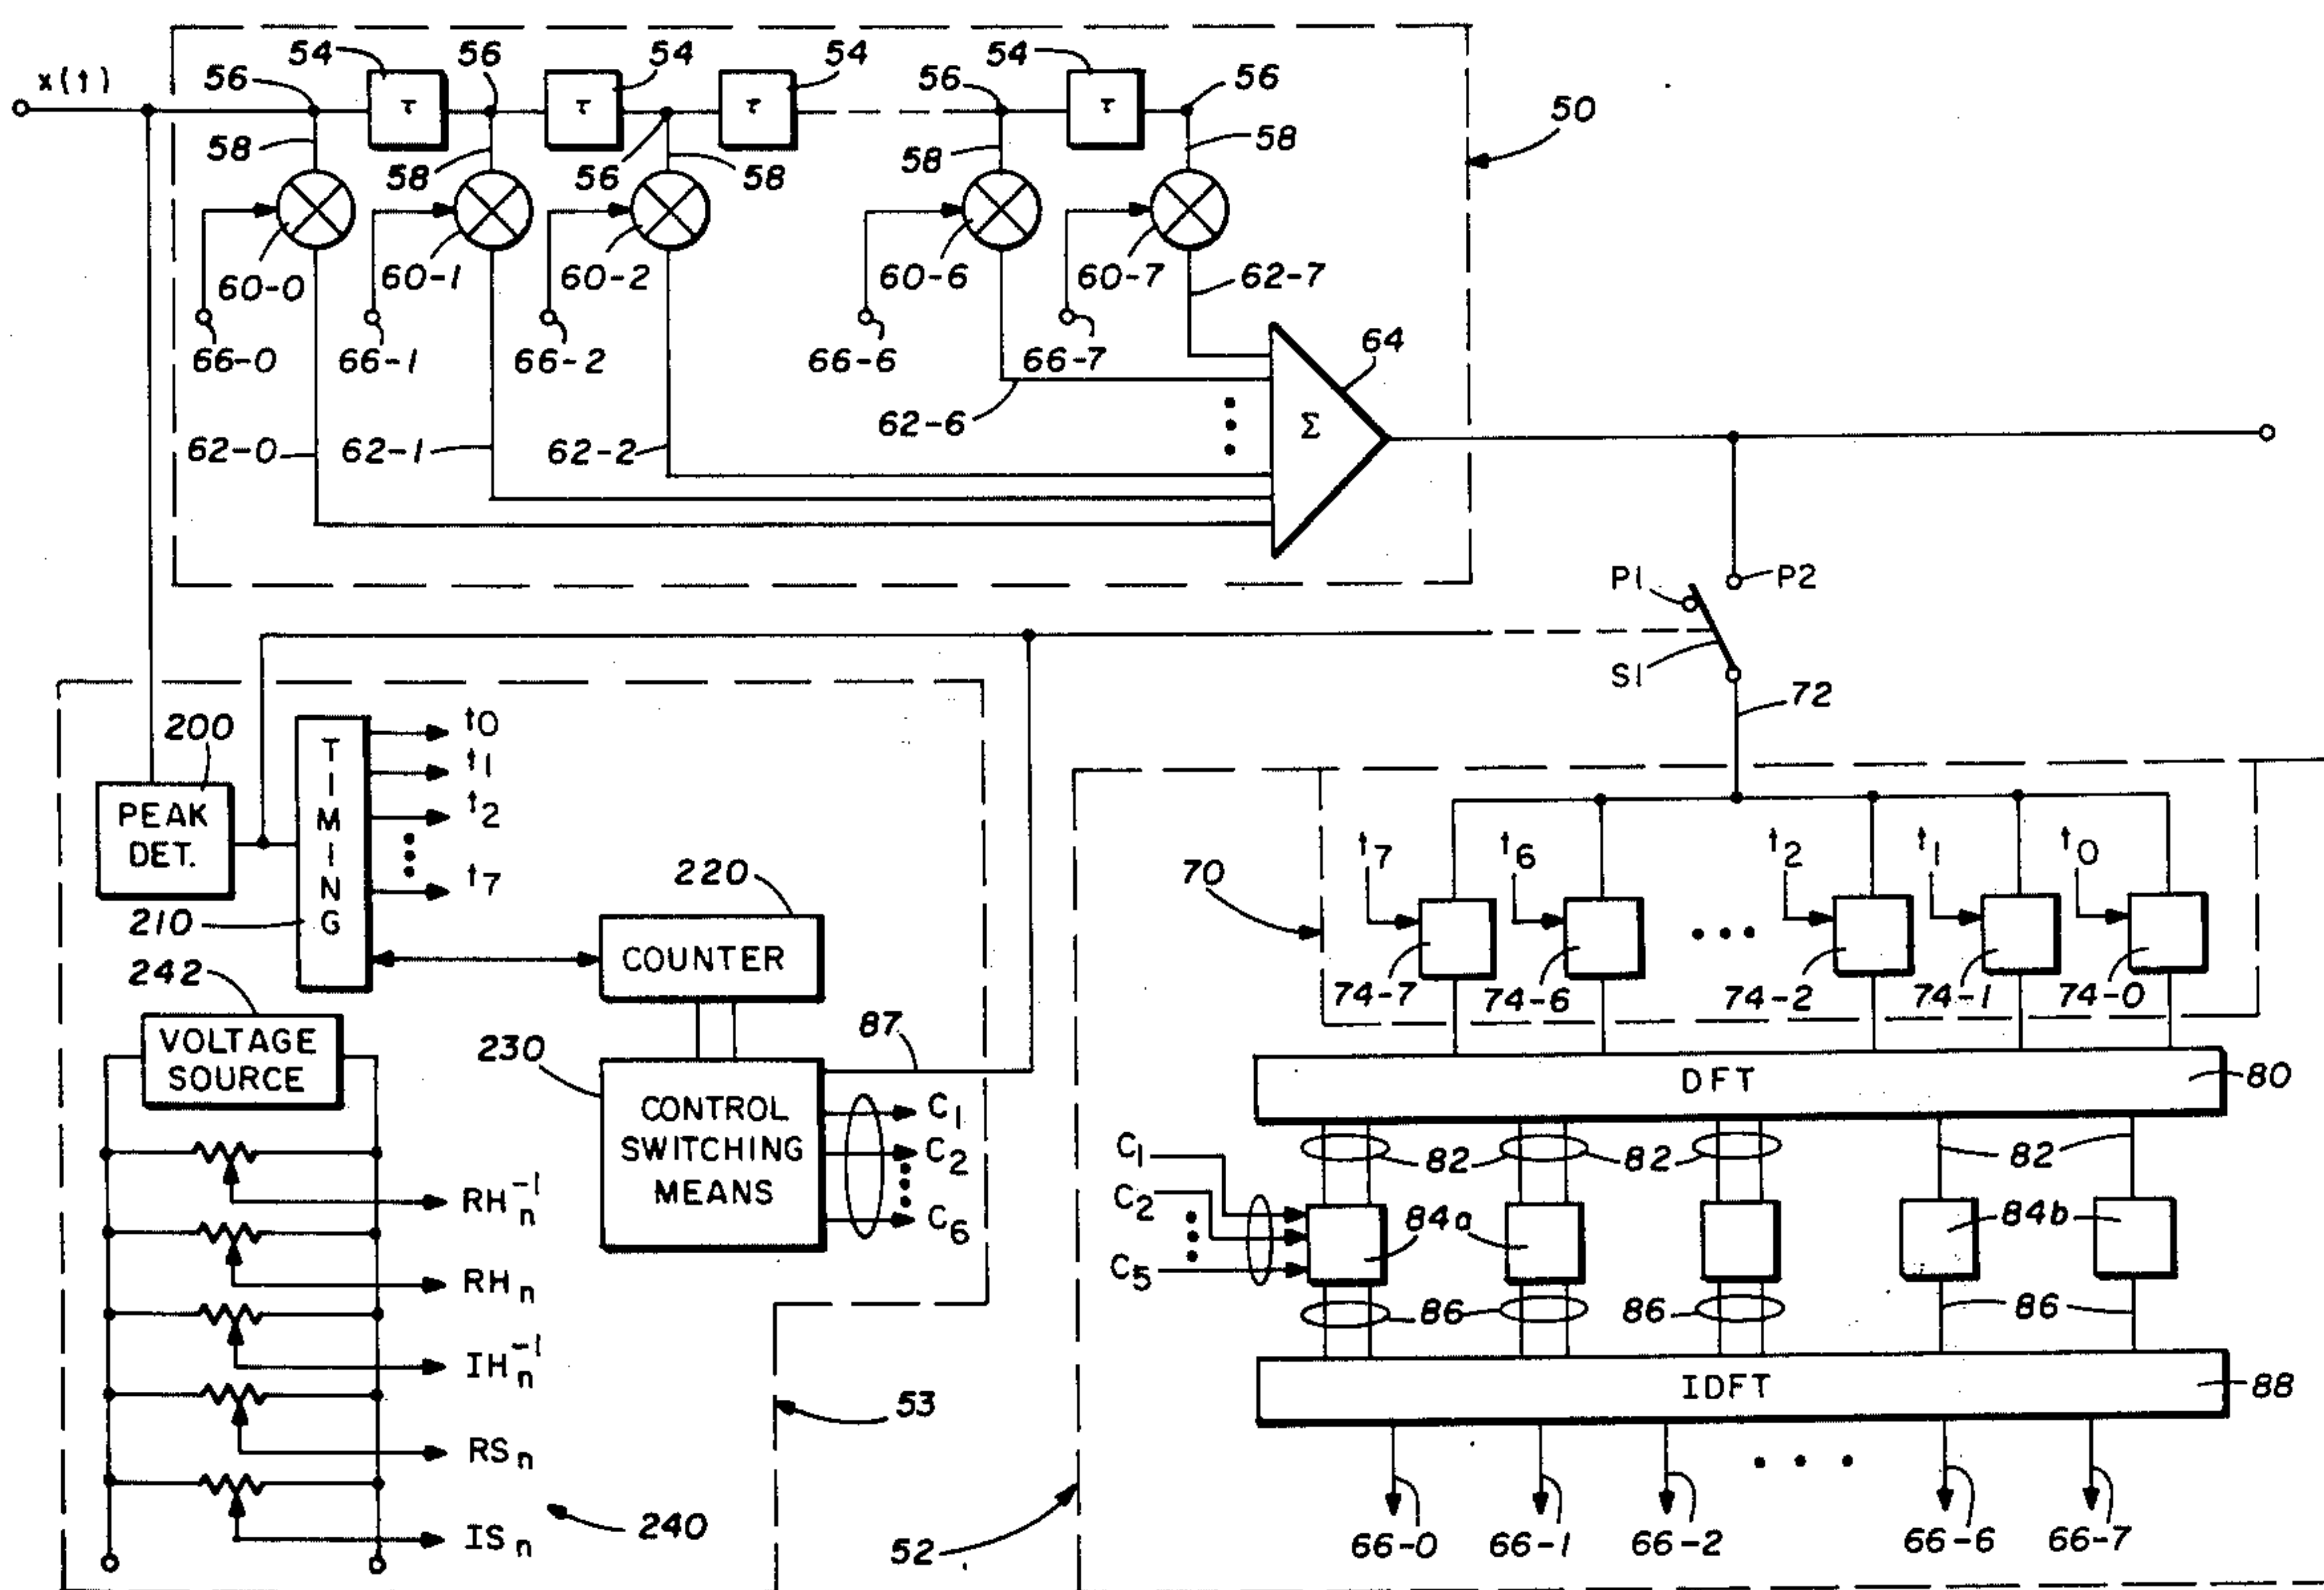 x(t)
54
56
54
54
56
54
56
56
τ
τ
τ
τ
50
58
58
56
58
58
58
60-0
60-1
60-2
60-6
60-7
62-7
66-0
66-1
66-2
66-6
66-7
64
Σ
62-0
62-1
62-2
62-6
P1
P2
S1
72
200
PEAK
DET.
TIMING
210
t0
t1
t2
t7
220
COUNTER
242
VOLTAGE
SOURCE
230
CONTROL
SWITCHING
MEANS
87
C1
C2
C6
RHn-1
RHn
IHn-1
RSn
ISn
240
53
52
70
t7
t6
t2
t1
t0
74-7
74-6
74-2
74-1
74-0
DFT
80
C1
C2
C5
82
82
82
84a
84b
86
86
86
IDFT
88
66-0
66-1
66-2
66-6
66-7